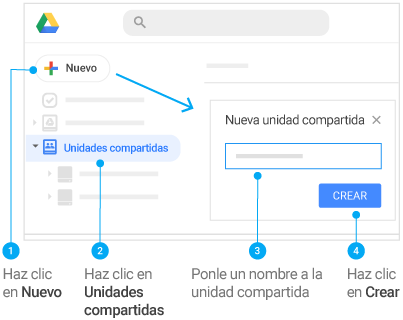 Nuevo
Nueva unidad compartida
Unidades compartidas
CREAR
1
2
3
4
Haz clic
en Nuevo
Haz clic en
Unidades
compartidas
Ponle un nombre a la
unidad compartida
Haz clic
en Crear